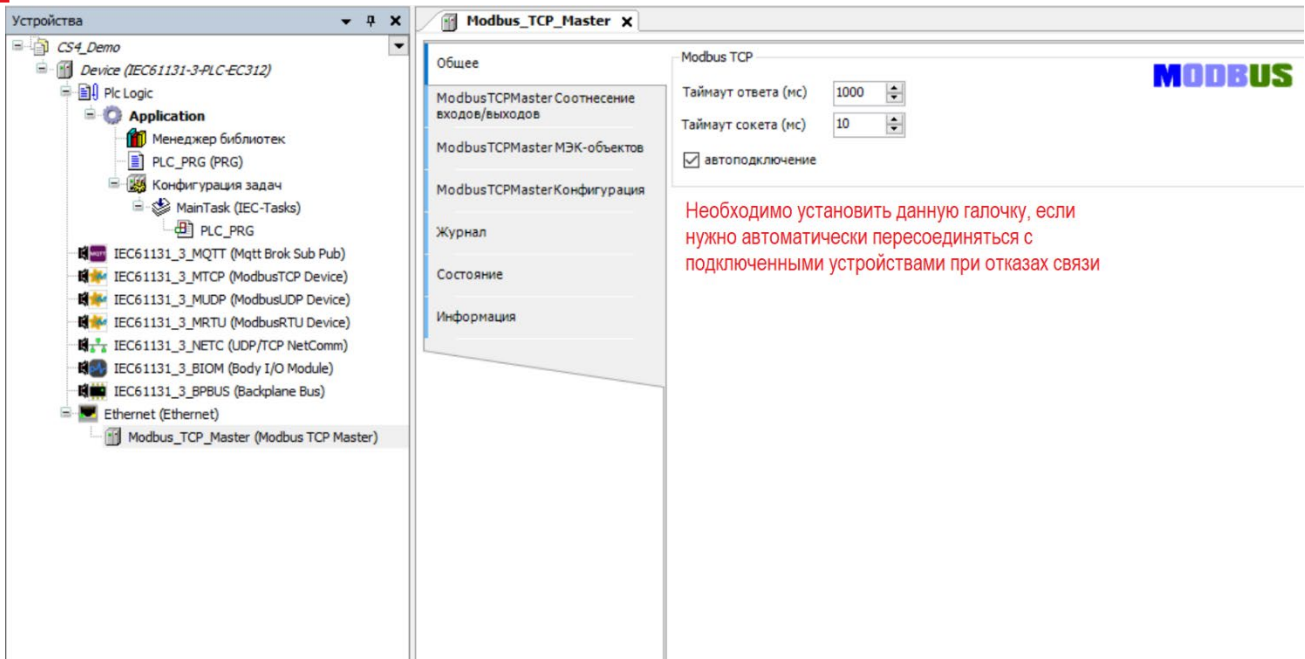 Устройства
CS4_Demo
Device (IEC61131-3-PLC-EC312)
Plc Logic
Application
Менеджер библиотек
PLC_PRG (PRG)
Конфигурация задач
MainTask (IEC-Tasks)
PLC_PRG
IEC61131_3_MQTT (Mqtt Brok Sub Pub)
IEC61131_3_MTCP (ModbusTCP Device)
IEC61131_3_MUDP (ModbusUDP Device)
IEC61131_3_MRTU (ModbusRTU Device)
IEC61131_3_NETC (UDP/TCP NetComm)
IEC61131_3_BIOM (Body I/O Module)
IEC61131_3_BPBUS (Backplane Bus)
Ethernet (Ethernet)
Modbus_TCP_Master (Modbus TCP Master)
Modbus_TCP_Master
Общее
ModbusTCPMaster Соотнесение
входов/выходов
ModbusTCPMaster МЭК-объектов
ModbusTCPMaster Конфигурация
Журнал
Состояние
Информация
Modbus TCP
MODBUS
Таймаут ответа (мс) 1000
Таймаут сокета (мс) 10
автоподключение
Необходимо установить данную галочку, если
нужно автоматически пересоединяться с
подключенными устройствами при отказах связи